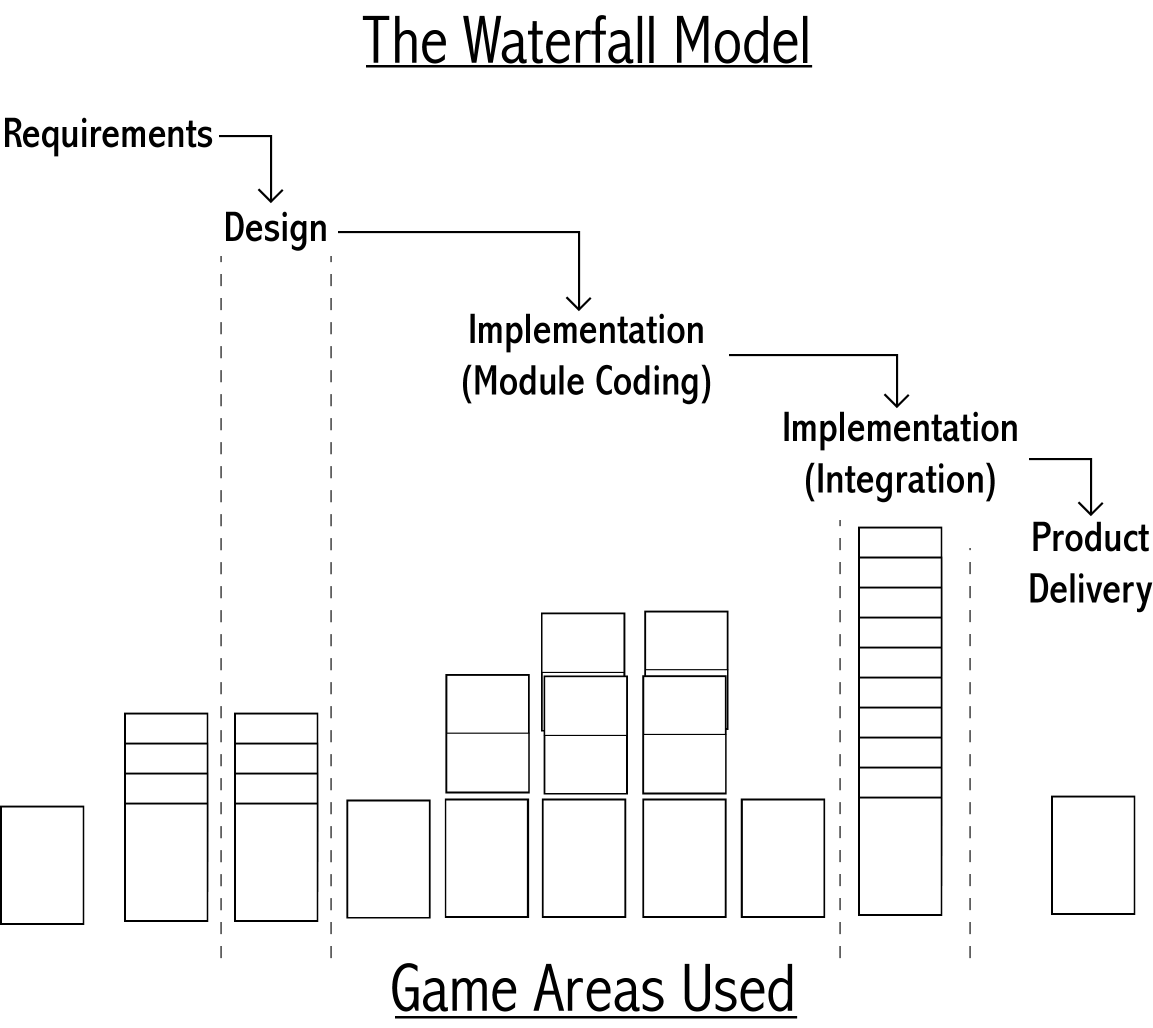 The Waterfall Model
Requirements
Design
Implementation
(Module Coding)
Implementation
(Integration)
Product
Delivery
Game Areas Used